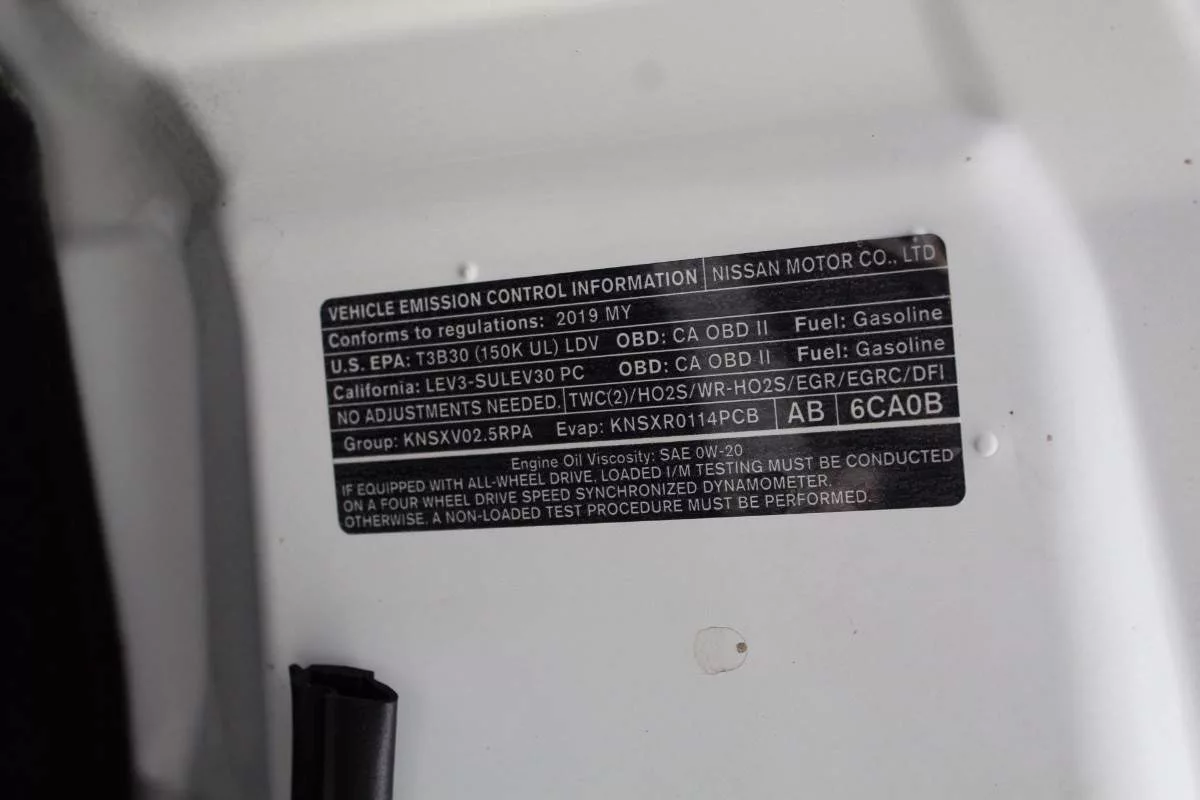 VEHICLE EMISSION CONTROL INFORMATION NISSAN MOTOR CO., LTD
Conforms to regulations: 2019 MY
U.S. EPA: T3B30 (150K UL) LDV OBD: CA OBD II Fuel: Gasoline
California: LEV3-SULEV30 PC OBD: CA OBD II Fuel: Gasoline
NO ADJUSTMENTS NEEDED. TWC(2)/HO2S/WR-HO2S/EGR/EGRC/DFI
Group: KNSXV02.5RPA Evap: KNSXR0114PCB AB 6CA0B
Engine Oil Viscosity: SAE 0W-20
IF EQUIPPED WITH ALL-WHEEL DRIVE, LOADED I/M TESTING MUST BE CONDUCTED
ON A FOUR WHEEL DRIVE SPEED SYNCHRONIZED DYNAMOMETER.
OTHERWISE, A NON-LOADED TEST PROCEDURE MUST BE PERFORMED.